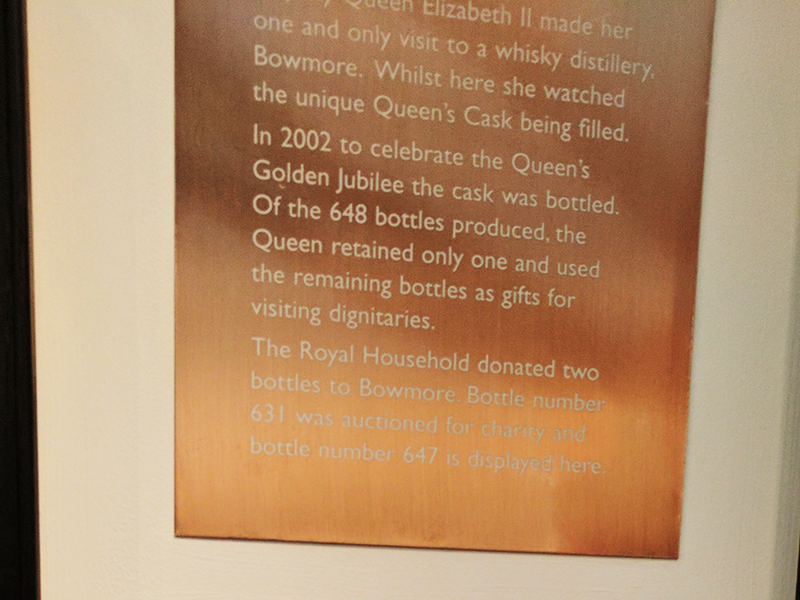 Queen Elizabeth II made her
one and only visit to a whisky distillery,
Bowmore. Whilst here she watched
the unique Queen's Cask being filled.
In 2002 to celebrate the Queen's
Golden Jubilee the cask was bottled.
Of the 648 bottles produced, the
Queen retained only one and used
the remaining bottles as gifts for
visiting dignitaries.
The Royal Household donated two
bottles to Bowmore. Bottle number
631 was auctioned for charity and
bottle number 647 is displayed here.